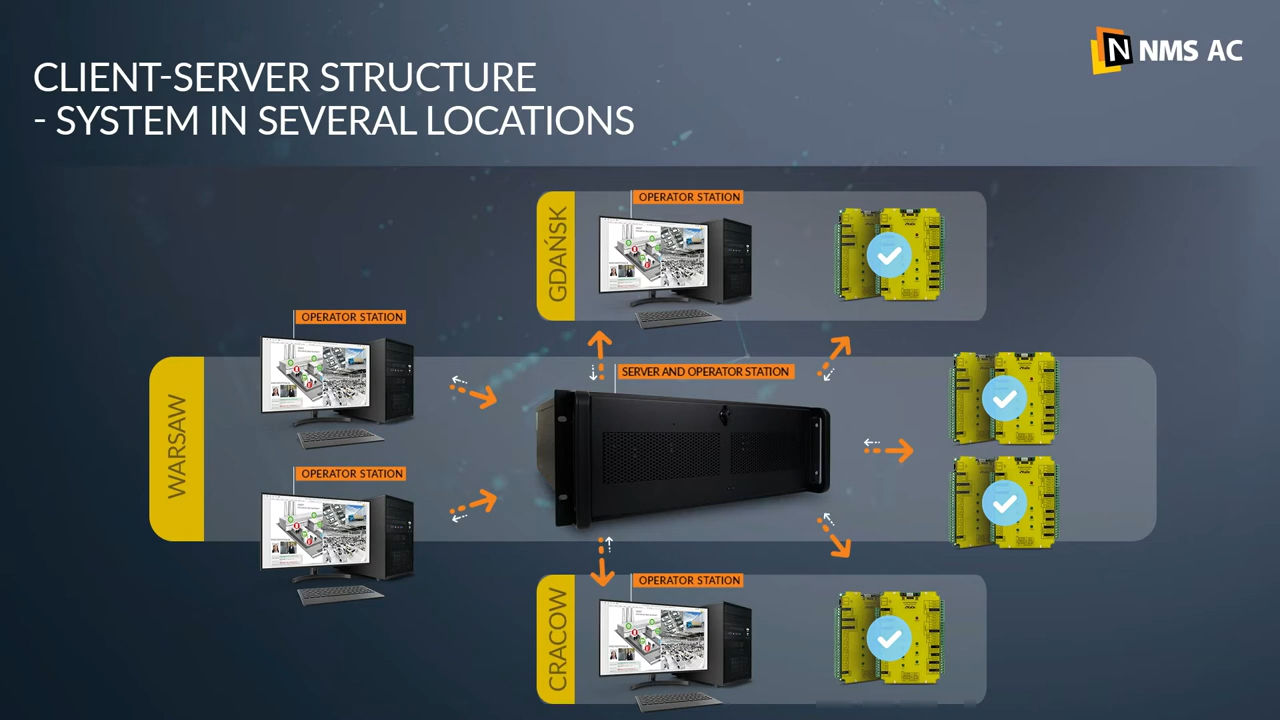 CLIENT-SERVER STRUCTURE
- SYSTEM IN SEVERAL LOCATIONS
N NMS AC
GDAŃSK
OPERATOR STATION
WARSAW
OPERATOR STATION
OPERATOR STATION
SERVER AND OPERATOR STATION
CRACOW
OPERATOR STATION